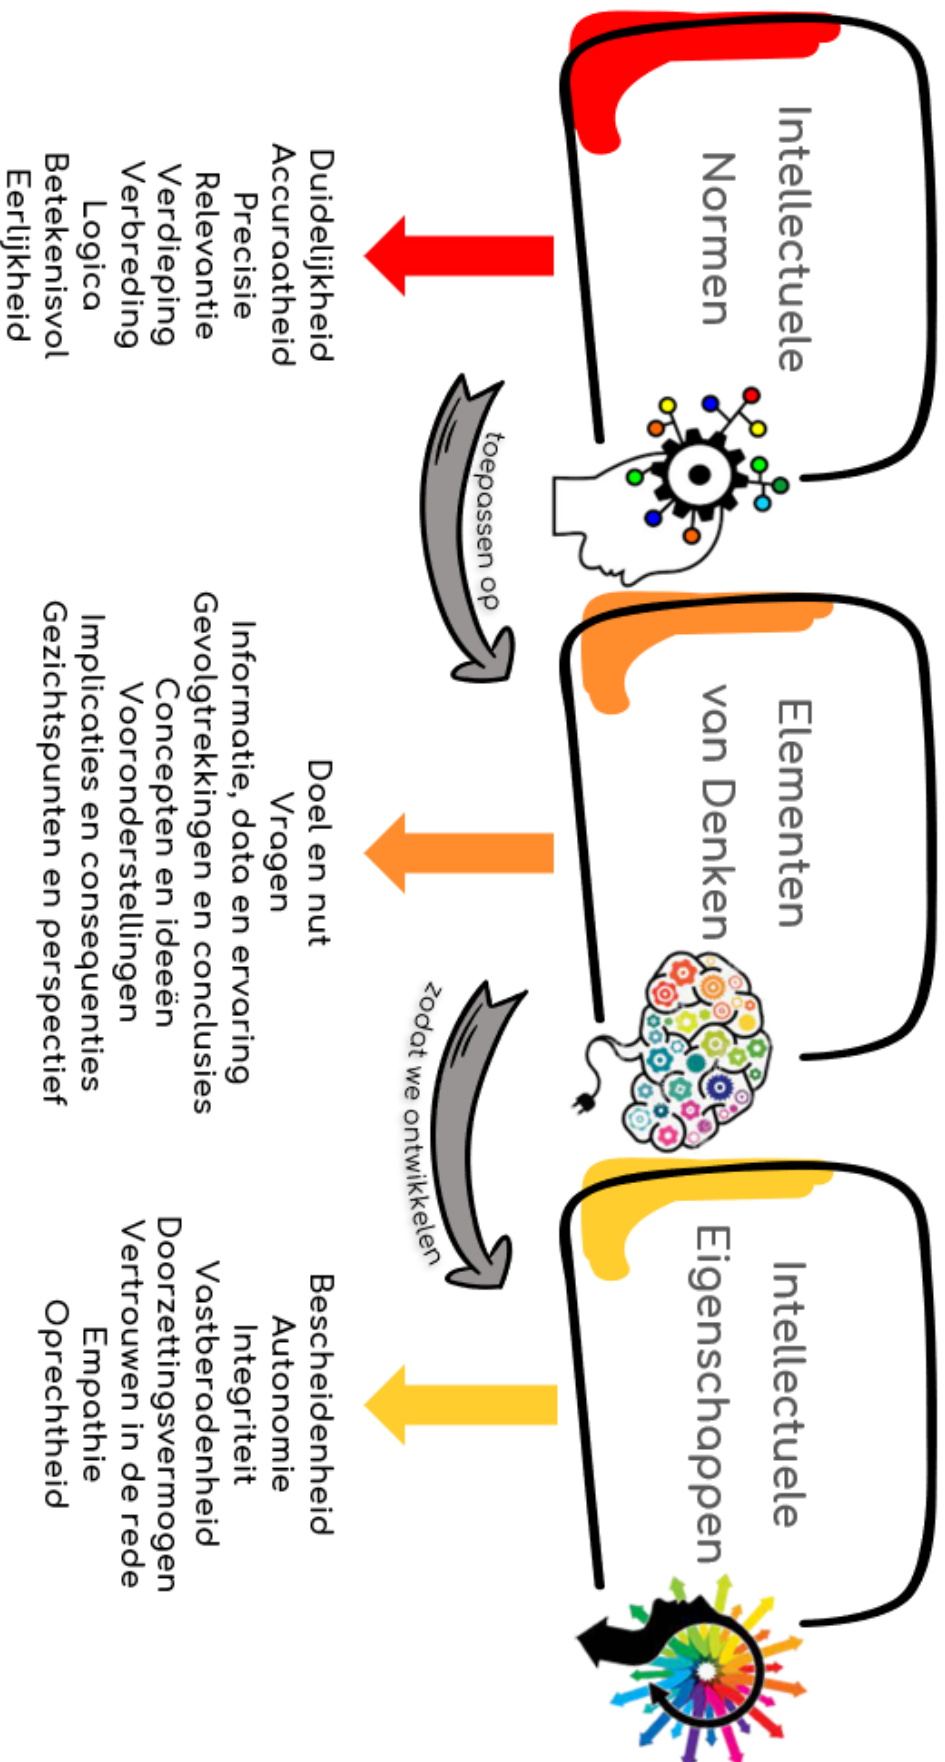 Intellectuele
Normen
Duidelijkheid
Accuraatheid
Precisie
Relevantie
Verdieping
Verbreding
Logica
Betekenisvol
Eerlijkheid
toepassen op
Elementen
van Denken
Doel en nut
Vragen
Informatie, data en ervaring
Gevolgtrekkingen en conclusies
Concepten en ideeën
Vooronderstellingen
Implicaties en consequenties
Gezichtspunten en perspectief
zodat we ontwikkelen
Intellectuele
Eigenschappen
Bescheidenheid
Autonomie
Integriteit
Vastberadenheid
Doorzettingsvermogen
Vertrouwen in de rede
Empathie
Oprechtheid